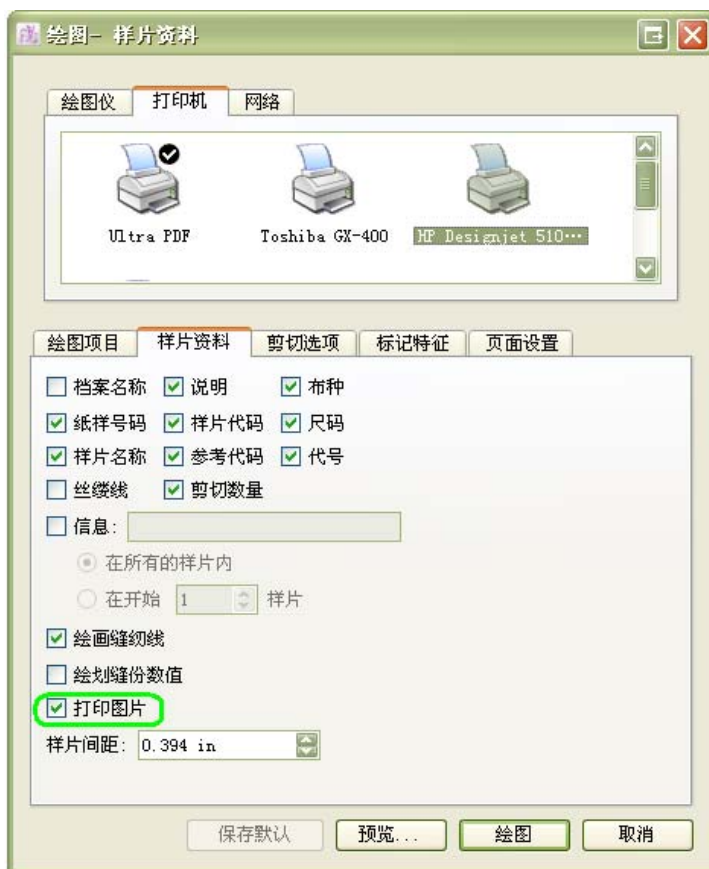 绘图- 样片资料
绘图仪 打印机 网络
Ultra PDF Toshiba GX-400 HP Designjet 510...
绘图项目 样片资料 剪切选项 标记特征 页面设置
档案名称 说明 布种
纸样号码 样片代码 尺码
样片名称 参考代码 代号
丝缕线 剪切数量
信息:
在所有的样片内
在开始 1 样片
绘画缝纫线
绘划缝份数值
打印图片
样片间距: 0.394 in
保存默认 预览... 绘图 取消